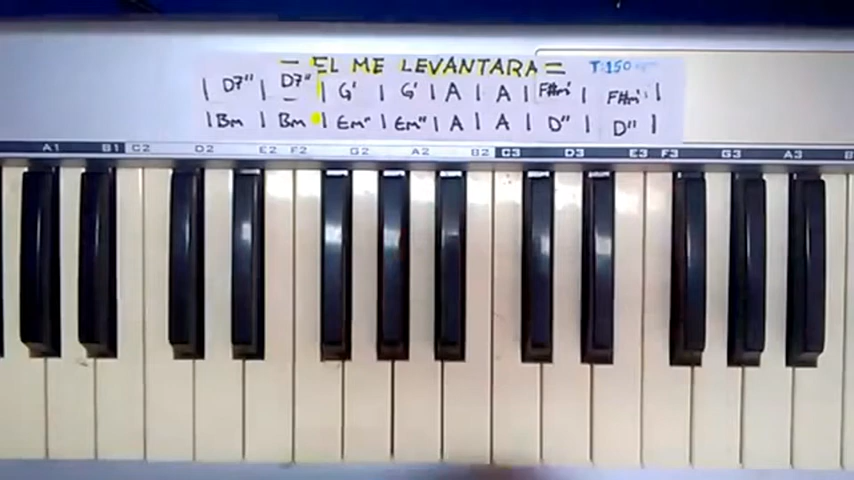 — EL ME LEVANTARA = T:150
| D7" | D7" | G' | G' | A | A | F#m' | F#m' |
| Bm | Bm | Em" | Em" | A | A | D" | D" |
A1 B1 C2 D2 E2 F2 G2 A2 B2 C3 D3 E3 F3 G3 A3 B